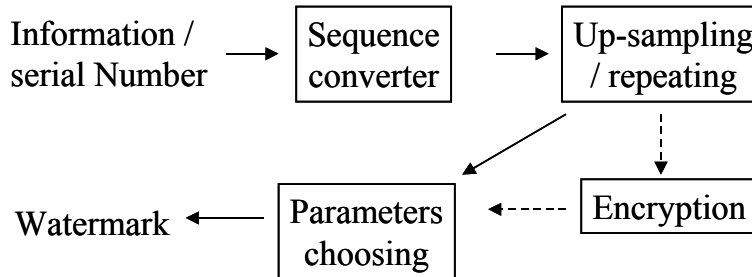 Information /
serial Number
Sequence
converter
Up-sampling
/ repeating
Encryption
Parameters
choosing
Watermark